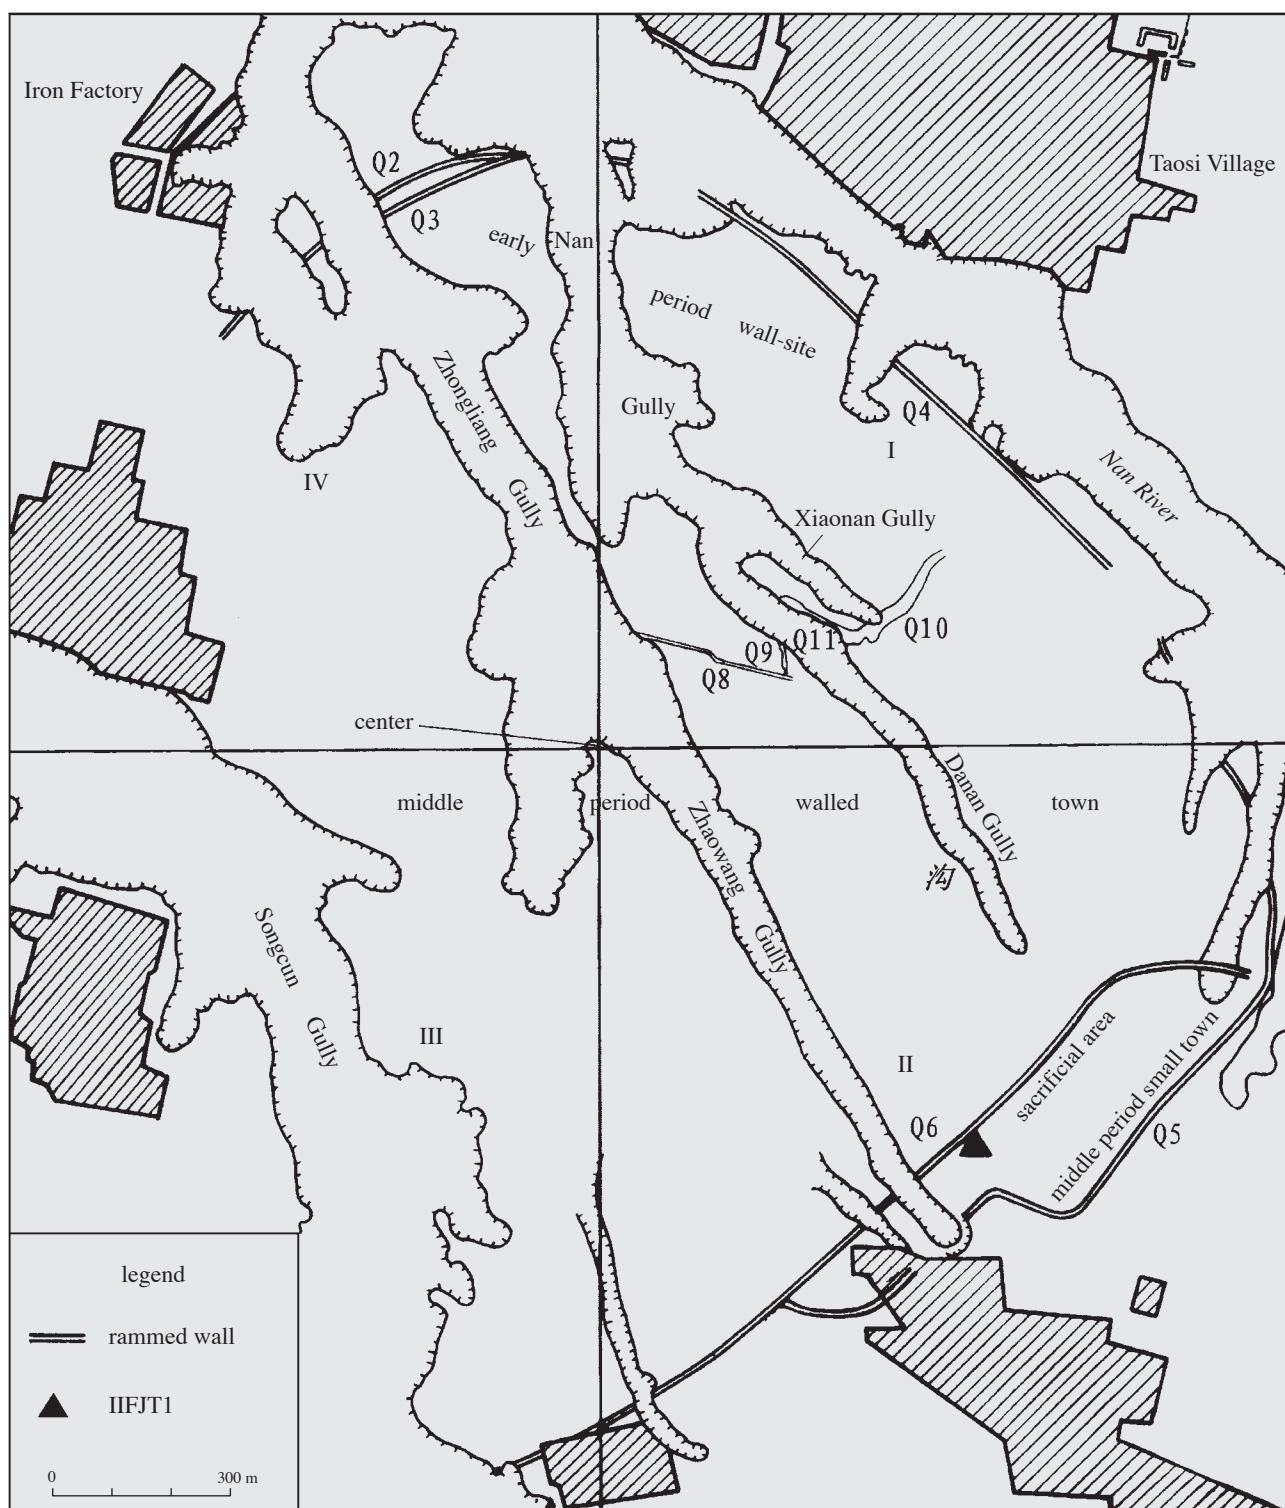 Iron Factory
Taosi Village
Q2
Q3
early
Nan
period
wall-site
Zhongliang
Gully
Gully
Q4
I
IV
Nan River
Xiaonan Gully
Q11
Q10
Q9
Q8
center
middle
period
walled
town
Zhaowang
Gully
Danan Gully
沟
Songcun
Gully
III
II
sacrificial area
middle period small town
Q6
Q5
legend
rammed wall
IIFJT1
0
300 m